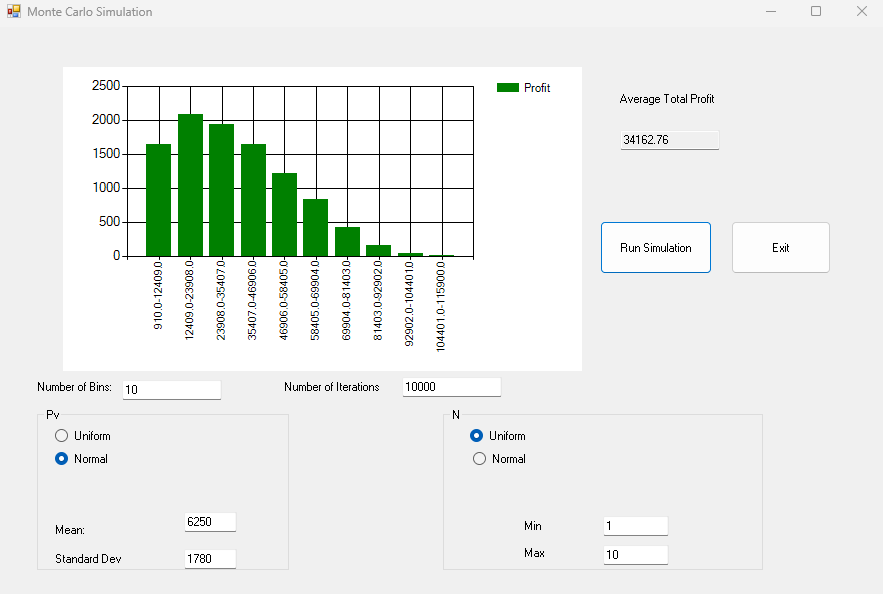 Monte Carlo Simulation
2500
2000
1500
1000
500
0
910.0-12409.0
12409.0-23908.0
23908.0-35407.0
35407.0-46906.0
46906.0-58405.0
58405.0-69904.0
69904.0-81403.0
81403.0-92902.0
92902.0-104401.0
104401.0-115900.0
Profit
Average Total Profit
34162.76
Run Simulation
Exit
Number of Bins: 10
Number of Iterations 10000
Pv
Uniform
Normal
Mean: 6250
Standard Dev 1780
N
Uniform
Normal
Min 1
Max 10